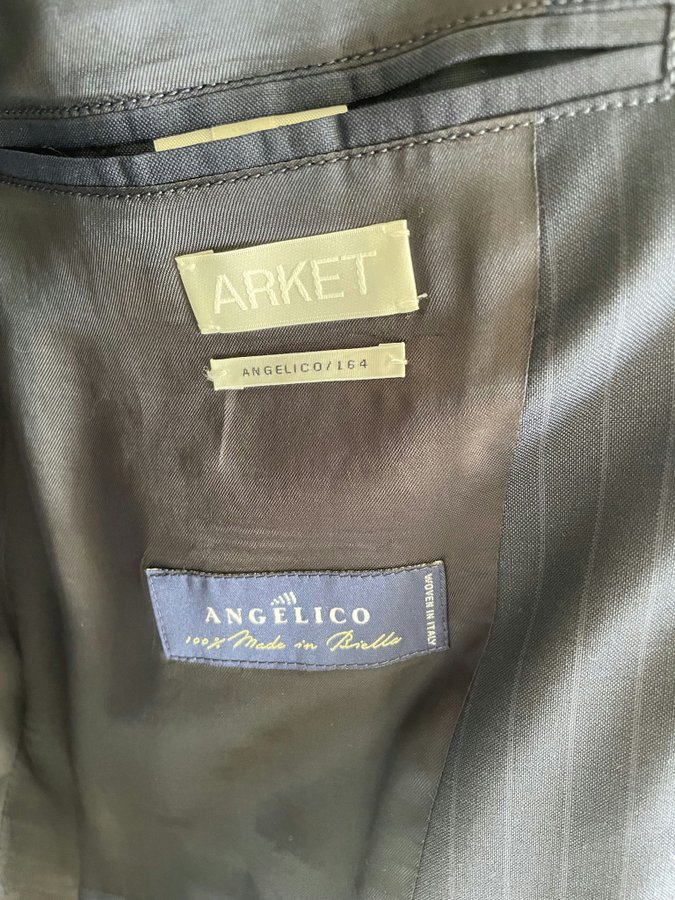 ARKET
ANGELICO/164
ANGELICO
100% Made in Biella
WOVEN IN ITALY